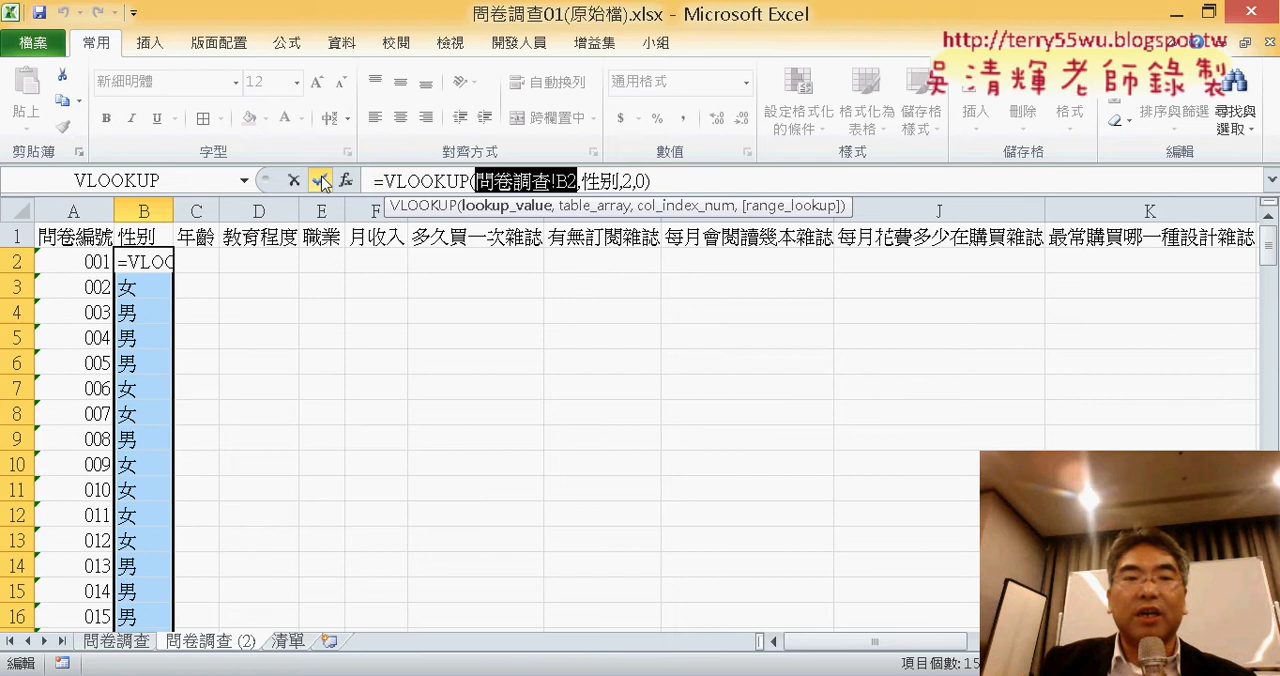 問卷調查01(原始檔).xlsx - Microsoft Excel
檔案 常用 插入 版面配置 公式 資料 校閱 檢視 開發人員 增益集 小組
http://terry55wu.blogspot.tw
吳清輝老師錄製
新細明體 12 自動換列 通用格式
貼上 跨欄置中 設定格式化的條件 格式化為表格 儲存格樣式 插入 刪除 格式 排序與篩選 尋找與選取
剪貼簿 字型 對齊方式 數值 樣式 儲存格 編輯
VLOOKUP =VLOOKUP(問卷調查!B2,性別,2,0)
VLOOKUP(lookup_value, table_array, col_index_num, [range_lookup])
A B C D E F J K
1 問卷編號 性別 年齡 教育程度 職業 月收入 多久買一次雜誌 有無訂閱雜誌 每月會閱讀幾本雜誌 每月花費多少在購買雜誌 最常購買哪一種設計雜誌
2 001 =VLOO
3 002 女
4 003 男
5 004 男
6 005 男
7 006 女
8 007 女
9 008 男
10 009 女
11 010 女
12 011 女
13 012 女
14 013 男
15 014 男
16 015 男
問卷調查 問卷調查 (2) 清單
編輯 項目個數: 15